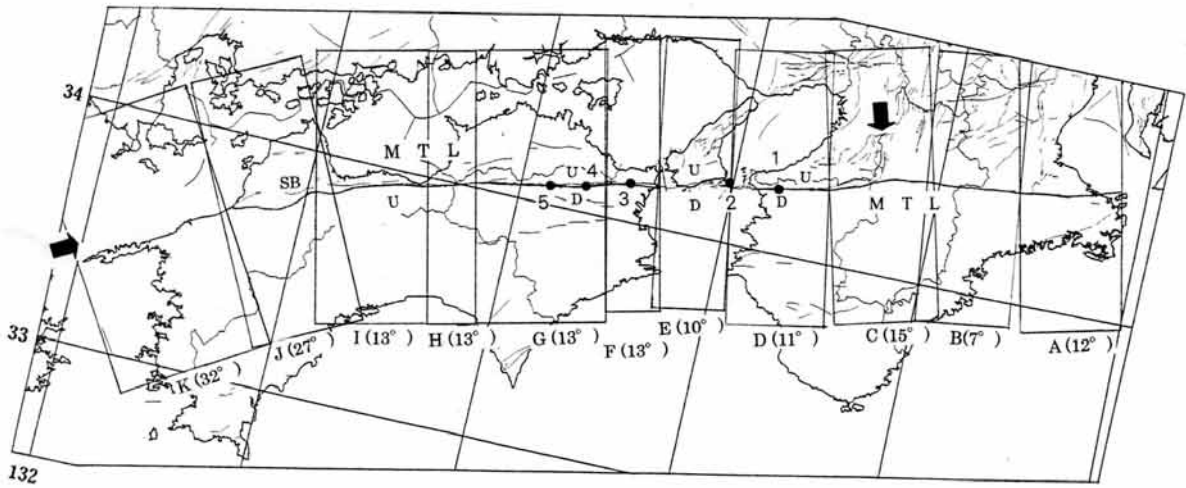 34
M T L
SB
U
U
4
D
5
3
U
D
2
1
U
D
M T L
33
132
K (32°)
J (27°)
I (13°)
H (13°)
G (13°)
F (13°)
E (10°)
D (11°)
C (15°)
B (7°)
A (12°)